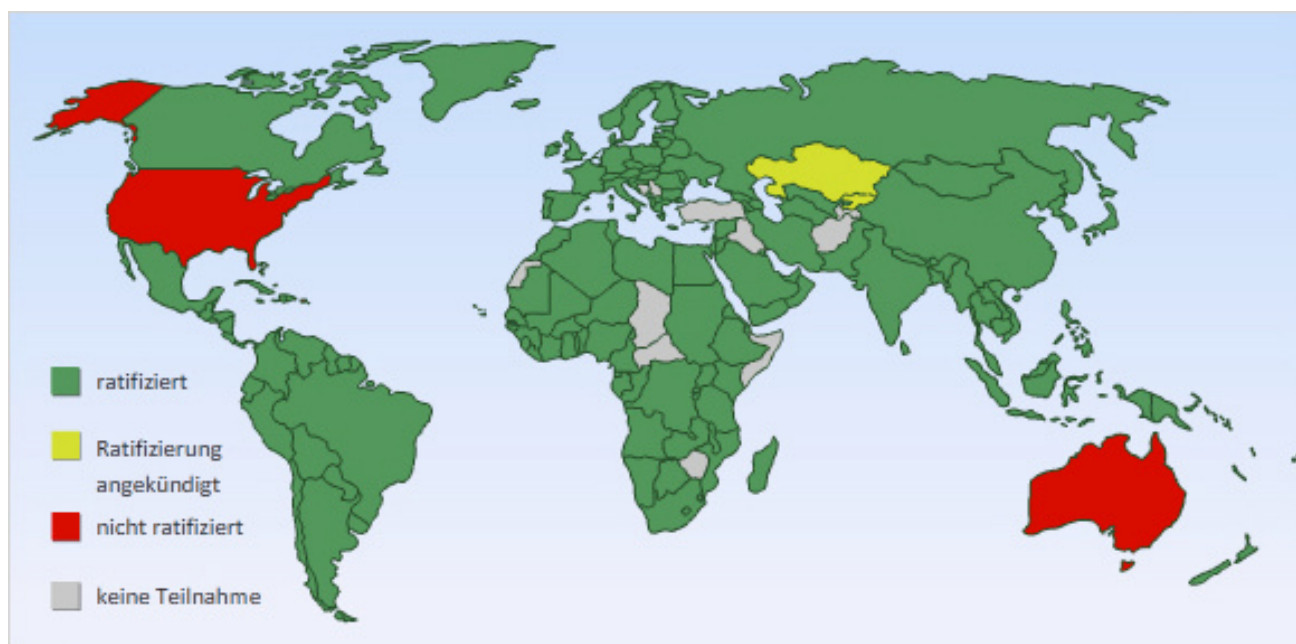 ratifiziert
Ratifizierung
angekündigt
nicht ratifiziert
keine Teilnahme